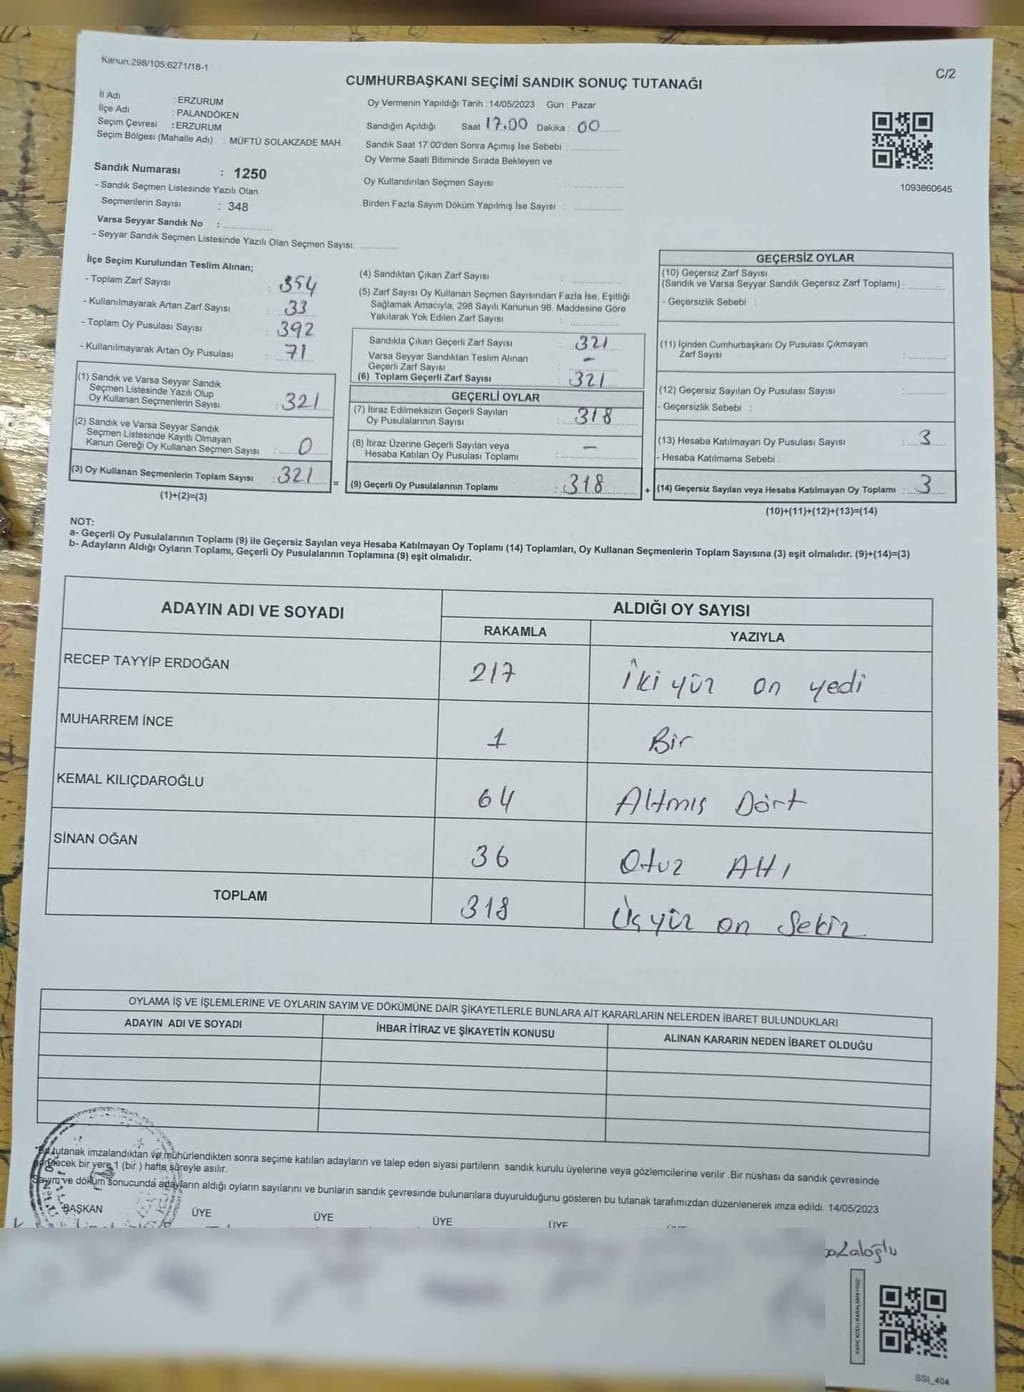 Kanun:298/105;6271/18-1
C/2
CUMHURBAŞKANI SEÇİMİ SANDIK SONUÇ TUTANAĞI
İl Adı : ERZURUM
İlçe Adı : PALANDÖKEN
Seçim Çevresi : ERZURUM
Seçim Bölgesi (Mahalle Adı) : MÜFTÜ SOLAKZADE MAH.
Oy Vermenin Yapıldığı Tarih : 14/05/2023 Gün : Pazar
Sandığın Açıldığı Saat 17.00 Dakika : 00
Sandık Saat 17:00'den Sonra Açımış İse Sebebi :
Oy Verme Saati Bitiminde Sırada Bekleyen ve
Oy Kullandırılan Seçmen Sayısı :
Birden Fazla Sayım Döküm Yapılmış İse Sayısı :
1093860645
Sandık Numarası : 1250
- Sandık Seçmen Listesinde Yazılı Olan
Seçmenlerin Sayısı : 348
Varsa Seyyar Sandık No :
- Seyyar Sandık Seçmen Listesinde Yazılı Olan Seçmen Sayısı:
İlçe Seçim Kurulundan Teslim Alınan;
- Toplam Zarf Sayısı : 354
- Kullanılmayarak Artan Zarf Sayısı : 33
- Toplam Oy Pusulası Sayısı : 392
- Kullanılmayarak Artan Oy Pusulası : 71
(1) Sandık ve Varsa Seyyar Sandık
Seçmen Listesinde Yazılı Olup
Oy Kullanan Seçmenlerin Sayısı : 321
(2) Sandık ve Varsa Seyyar Sandık
Seçmen Listesinde Kayıtlı Olmayan
Kanun Gereği Oy Kullanan Seçmen Sayısı : 0
(3) Oy Kullanan Seçmenlerin Toplam Sayısı : 321
(1)+(2)=(3)
=
(4) Sandıktan Çıkan Zarf Sayısı :
(5) Zarf Sayısı Oy Kullanan Seçmen Sayısından Fazla İse, Eşitliği
Sağlamak Amacıyla, 298 Sayılı Kanunun 98. Maddesine Göre
Yakılarak Yok Edilen Zarf Sayısı :
Sandıkta Çıkan Geçerli Zarf Sayısı : 321
Varsa Seyyar Sandıktan Teslim Alınan
Geçerli Zarf Sayısı : –
(6) Toplam Geçerli Zarf Sayısı : 321
GEÇERLİ OYLAR
(7) İtiraz Edilmeksizin Geçerli Sayılan
Oy Pusulalarının Sayısı : 318
(8) İtiraz Üzerine Geçerli Sayılan veya
Hesaba Katılan Oy Pusulası Toplamı : –
(9) Geçerli Oy Pusulalarının Toplamı : 318
+
GEÇERSİZ OYLAR
(10) Geçersiz Zarf Sayısı
(Sandık ve Varsa Seyyar Sandık Geçersiz Zarf Toplamı) :
- Geçersizlik Sebebi :
(11) İçinden Cumhurbaşkanı Oy Pusulası Çıkmayan
Zarf Sayısı :
(12) Geçersiz Sayılan Oy Pusulası Sayısı :
- Geçersizlik Sebebi :
(13) Hesaba Katılmayan Oy Pusulası Sayısı : 3
- Hesaba Katılmama Sebebi :
(14) Geçersiz Sayılan veya Hesaba Katılmayan Oy Toplamı : 3
(10)+(11)+(12)+(13)=(14)
NOT:
a- Geçerli Oy Pusulalarının Toplamı (9) ile Geçersiz Sayılan veya Hesaba Katılmayan Oy Toplamı (14) Toplamları, Oy Kullanan Seçmenlerin Toplam Sayısına (3) eşit olmalıdır. (9)+(14)=(3)
b- Adayların Aldığı Oyların Toplamı, Geçerli Oy Pusulalarının Toplamına (9) eşit olmalıdır.
ADAYIN ADI VE SOYADI
ALDIĞI OY SAYISI
RAKAMLA YAZIYLA
RECEP TAYYİP ERDOĞAN 217 İki yüz on yedi
MUHARREM İNCE 1 Bir
KEMAL KILIÇDAROĞLU 64 Altmış Dört
SİNAN OĞAN 36 Otuz Altı
TOPLAM 318 Üçyüz on Sekiz
OYLAMA İŞ VE İŞLEMLERİNE VE OYLARIN SAYIM VE DÖKÜMÜNE DAİR ŞİKAYETLERLE BUNLARA AİT KARARLARIN NELERDEN İBARET BULUNDUKLARI
ADAYIN ADI VE SOYADI İHBAR İTİRAZ VE ŞİKAYETİN KONUSU ALINAN KARARIN NEDEN İBARET OLDUĞU
tutanak imzalandıktan ve mühürlendikten sonra seçime katılan adayların ve talep eden siyasi partilerin sandık kurulu üyelerine veya gözlemcilerine verilir .Bir nüshası da sandık çevresinde
bir yere 1 (bir ) hafta süreyle asılır.
Sayım ve döküm sonucunda adayların aldığı oyların sayılarını ve bunların sandık çevresinde bulunanlara duyurulduğunu gösteren bu tutanak tarafımızdan düzenlenerek imza edildi. 14/05/2023
BAŞKAN ÜYE ÜYE ÜYE ÜYE
KARE KODU KARALAMAYINIZ!
SSI_404